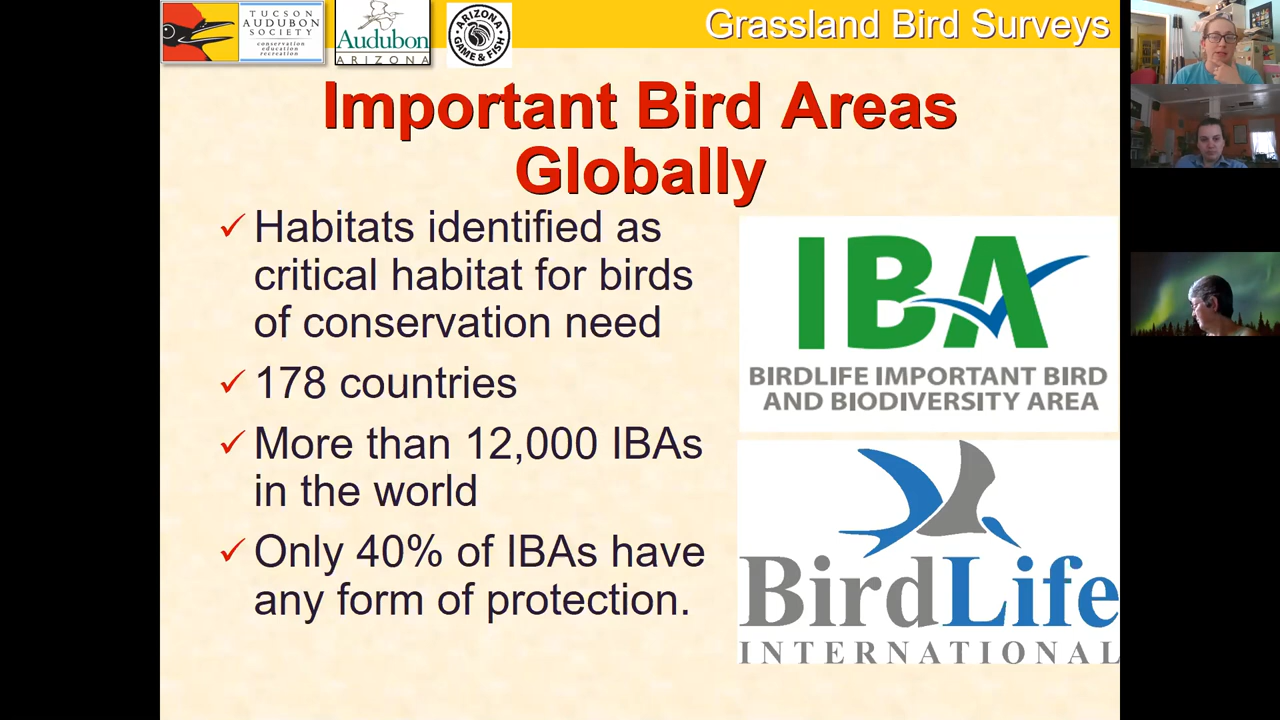 TUCSON
AUDUBON
SOCIETY
conservation
education
recreation
Audubon
ARIZONA
ARIZONA
GAME & FISH
Grassland Bird Surveys
Important Bird Areas
Globally
✓ Habitats identified as
critical habitat for birds
of conservation need
✓ 178 countries
✓ More than 12,000 IBAs
in the world
✓ Only 40% of IBAs have
any form of protection.
IBA
BIRDLIFE IMPORTANT BIRD
AND BIODIVERSITY AREA
BirdLife
INTERNATIONAL